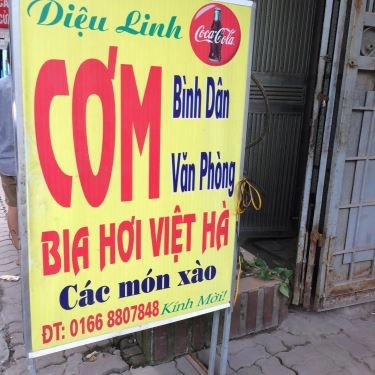 Diệu Linh
Coca-Cola
CƠM
Bình Dân
Văn Phòng
BIA HƠI VIỆT HÀ
Các món xào
ĐT: 0166 8807848 Kính Mời!